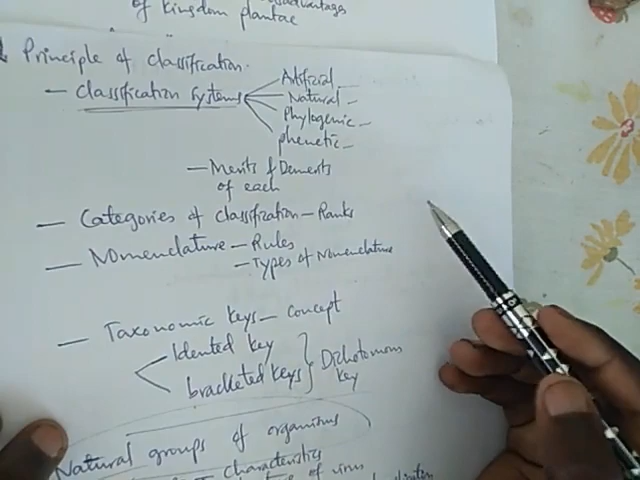 of kingdom plantae
Principle of classification.
- Classification systems
Artificial
Natural -
Phylogenic -
phenetic -
- Merits & Demerits
of each
- Categories of classification - Ranks
- Nomenclature - Rules
- Types of Nomenclature
- Taxonomic keys - concept
Idented key
bracketed keys
Dichotomous
key
Natural groups of organisms
characteristics
of virus